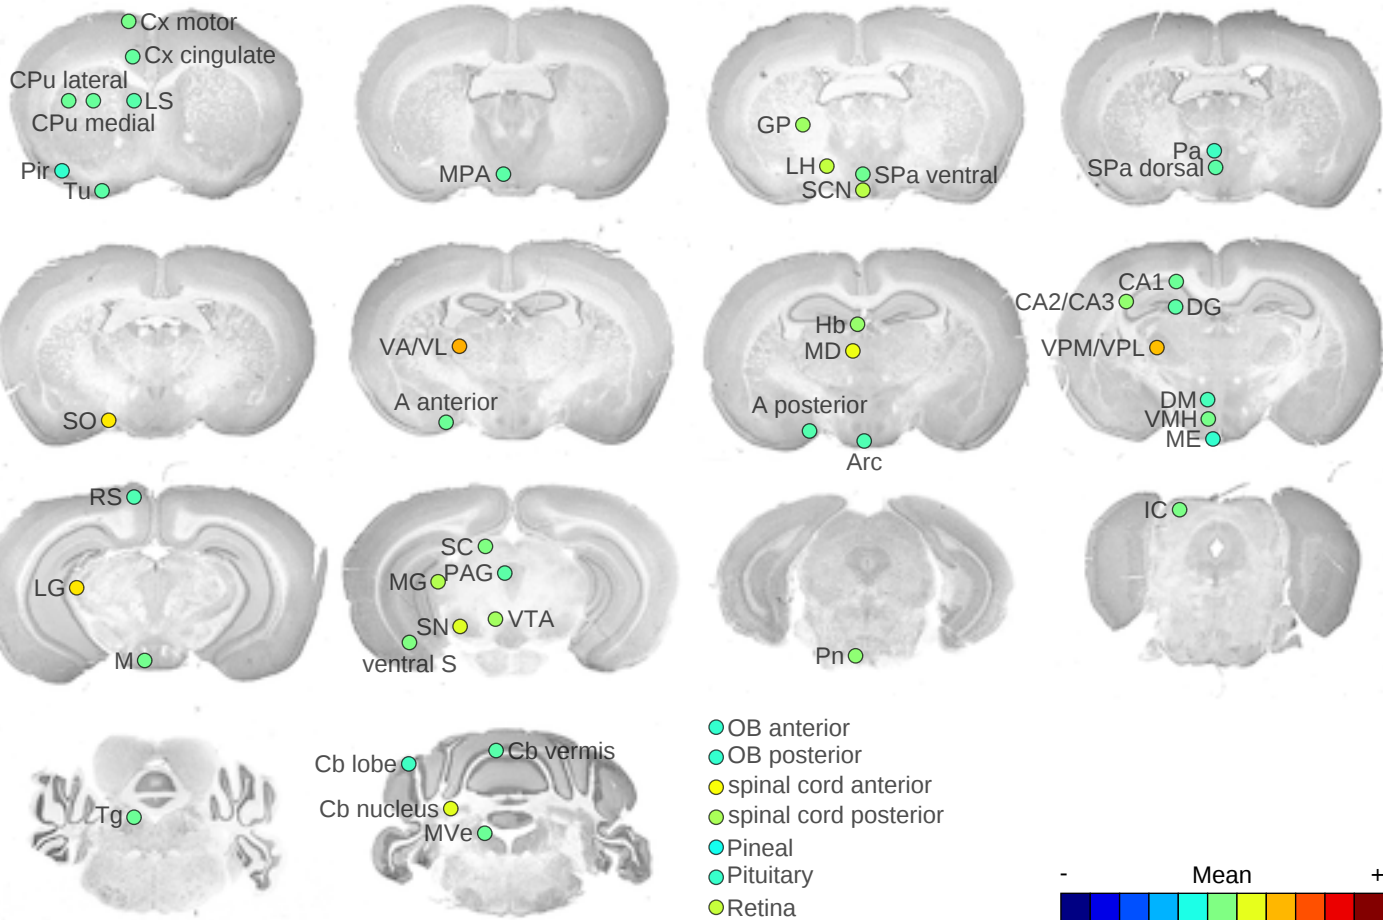 Cx motor
Cx cingulate
CPu lateral
LS
CPu medial
Pir
Tu
MPA
GP
LH
SPa ventral
SCN
Pa
SPa dorsal
SO
VA/VL
A anterior
Hb
MD
A posterior
Arc
CA1
CA2/CA3
DG
VPM/VPL
DM
VMH
ME
RS
LG
M
SC
MG
PAG
SN
VTA
ventral S
Pn
IC
Tg
Cb lobe
Cb vermis
Cb nucleus
MVe
OB anterior
OB posterior
spinal cord anterior
spinal cord posterior
Pineal
Pituitary
Retina
- Mean +